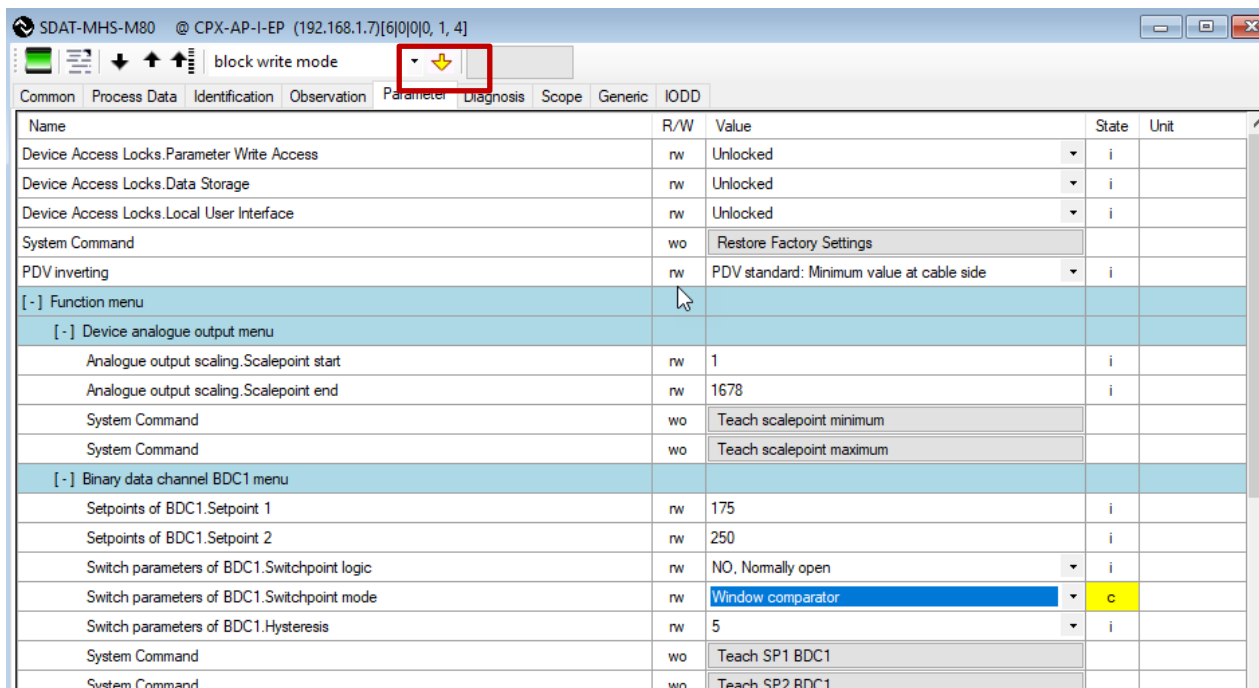 SDAT-MHS-M80 @ CPX-AP-I-EP (192.168.1.7)[6|0|0|0, 1, 4]
block write mode
Common Process Data Identification Observation Parameter Diagnosis Scope Generic IODD
Name R/W Value State Unit
Device Access Locks.Parameter Write Access rw Unlocked i
Device Access Locks.Data Storage rw Unlocked i
Device Access Locks.Local User Interface rw Unlocked i
System Command wo Restore Factory Settings
PDV inverting rw PDV standard: Minimum value at cable side i
[-] Function menu
[-] Device analogue output menu
Analogue output scaling.Scalepoint start rw 1 i
Analogue output scaling.Scalepoint end rw 1678 i
System Command wo Teach scalepoint minimum
System Command wo Teach scalepoint maximum
[-] Binary data channel BDC1 menu
Setpoints of BDC1.Setpoint 1 rw 175 i
Setpoints of BDC1.Setpoint 2 rw 250 i
Switch parameters of BDC1.Switchpoint logic rw NO, Normally open i
Switch parameters of BDC1.Switchpoint mode rw Window comparator c
Switch parameters of BDC1.Hysteresis rw 5 i
System Command wo Teach SP1 BDC1
System Command wo Teach SP2 BDC1